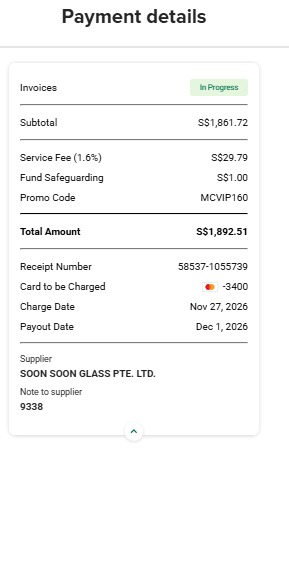 Payment details
Invoices In Progress
Subtotal S$1,861.72
Service Fee (1.6%) S$29.79
Fund Safeguarding S$1.00
Promo Code MCVIP160
Total Amount S$1,892.51
Receipt Number 58537-1055739
Card to be Charged -3400
Charge Date Nov 27, 2026
Payout Date Dec 1, 2026
Supplier
SOON SOON GLASS PTE. LTD.
Note to supplier
9338